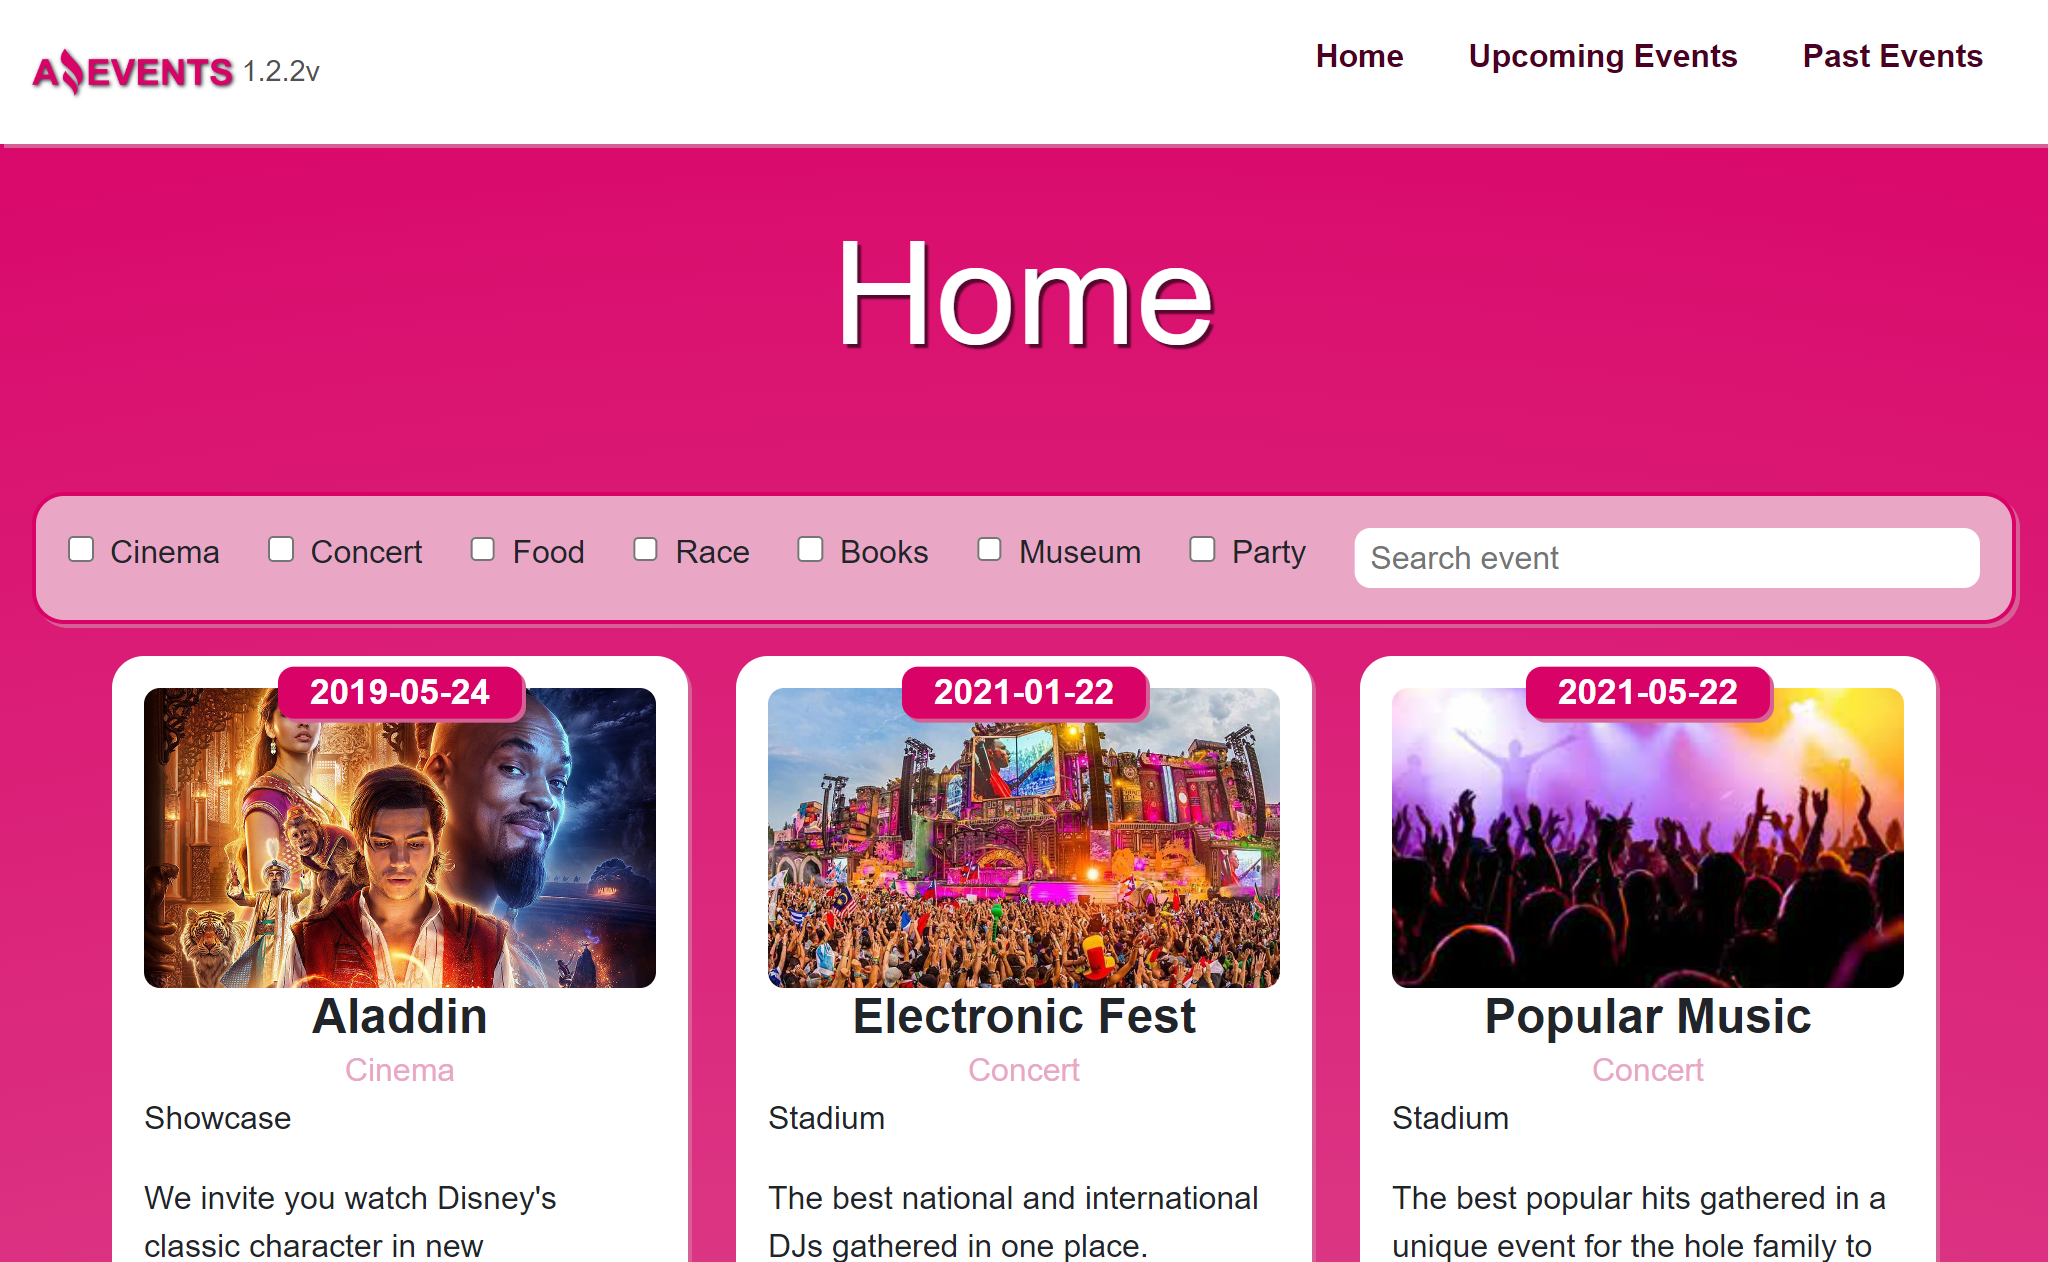 AEVENTS 1.2.2v
Home Upcoming Events Past Events
Home
Cinema Concert Food Race Books Museum Party Search event
2019-05-24
2021-01-22
2021-05-22
Aladdin
Cinema
Showcase
We invite you watch Disney's
classic character in new
Electronic Fest
Concert
Stadium
The best national and international
DJs gathered in one place.
Popular Music
Concert
Stadium
The best popular hits gathered in a
unique event for the hole family to